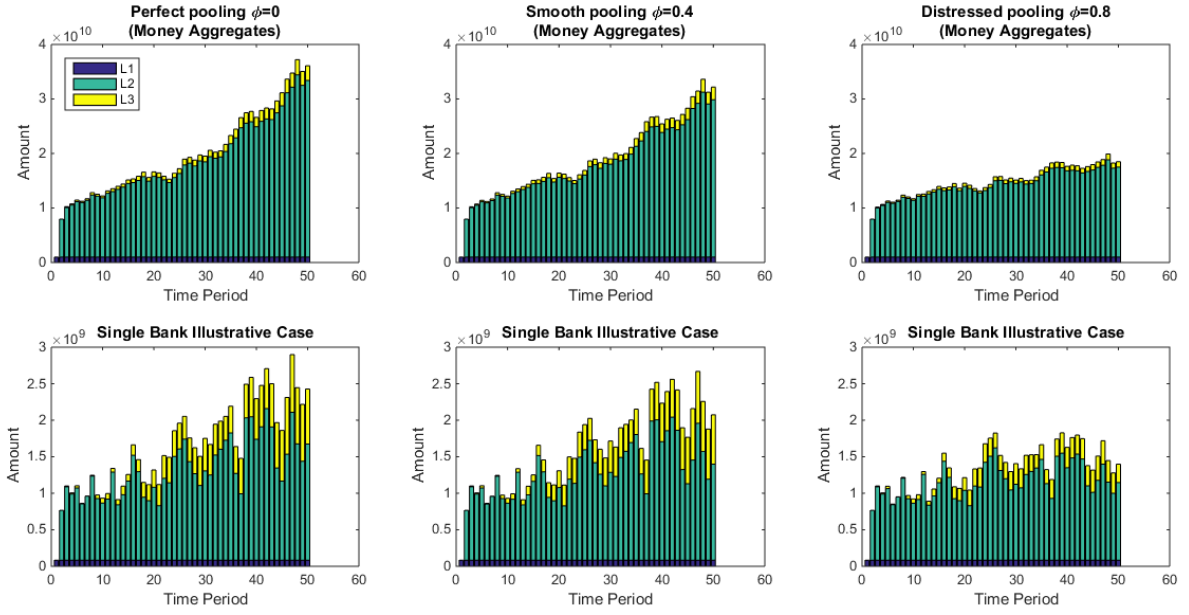 Perfect pooling ϕ=0
(Money Aggregates)
× 10^10
4
3
2
1
0
Amount
L1
L2
L3
0 10 20 30 40 50 60
Time Period
Smooth pooling ϕ=0.4
(Money Aggregates)
× 10^10
4
3
2
1
0
Amount
0 10 20 30 40 50 60
Time Period
Distressed pooling ϕ=0.8
(Money Aggregates)
× 10^10
4
3
2
1
0
Amount
0 10 20 30 40 50 60
Time Period
Single Bank Illustrative Case
× 10^9
3
2.5
2
1.5
1
0.5
0
Amount
0 10 20 30 40 50 60
Time Period
Single Bank Illustrative Case
× 10^9
3
2.5
2
1.5
1
0.5
0
Amount
0 10 20 30 40 50 60
Time Period
Single Bank Illustrative Case
× 10^9
3
2.5
2
1.5
1
0.5
0
Amount
0 10 20 30 40 50 60
Time Period